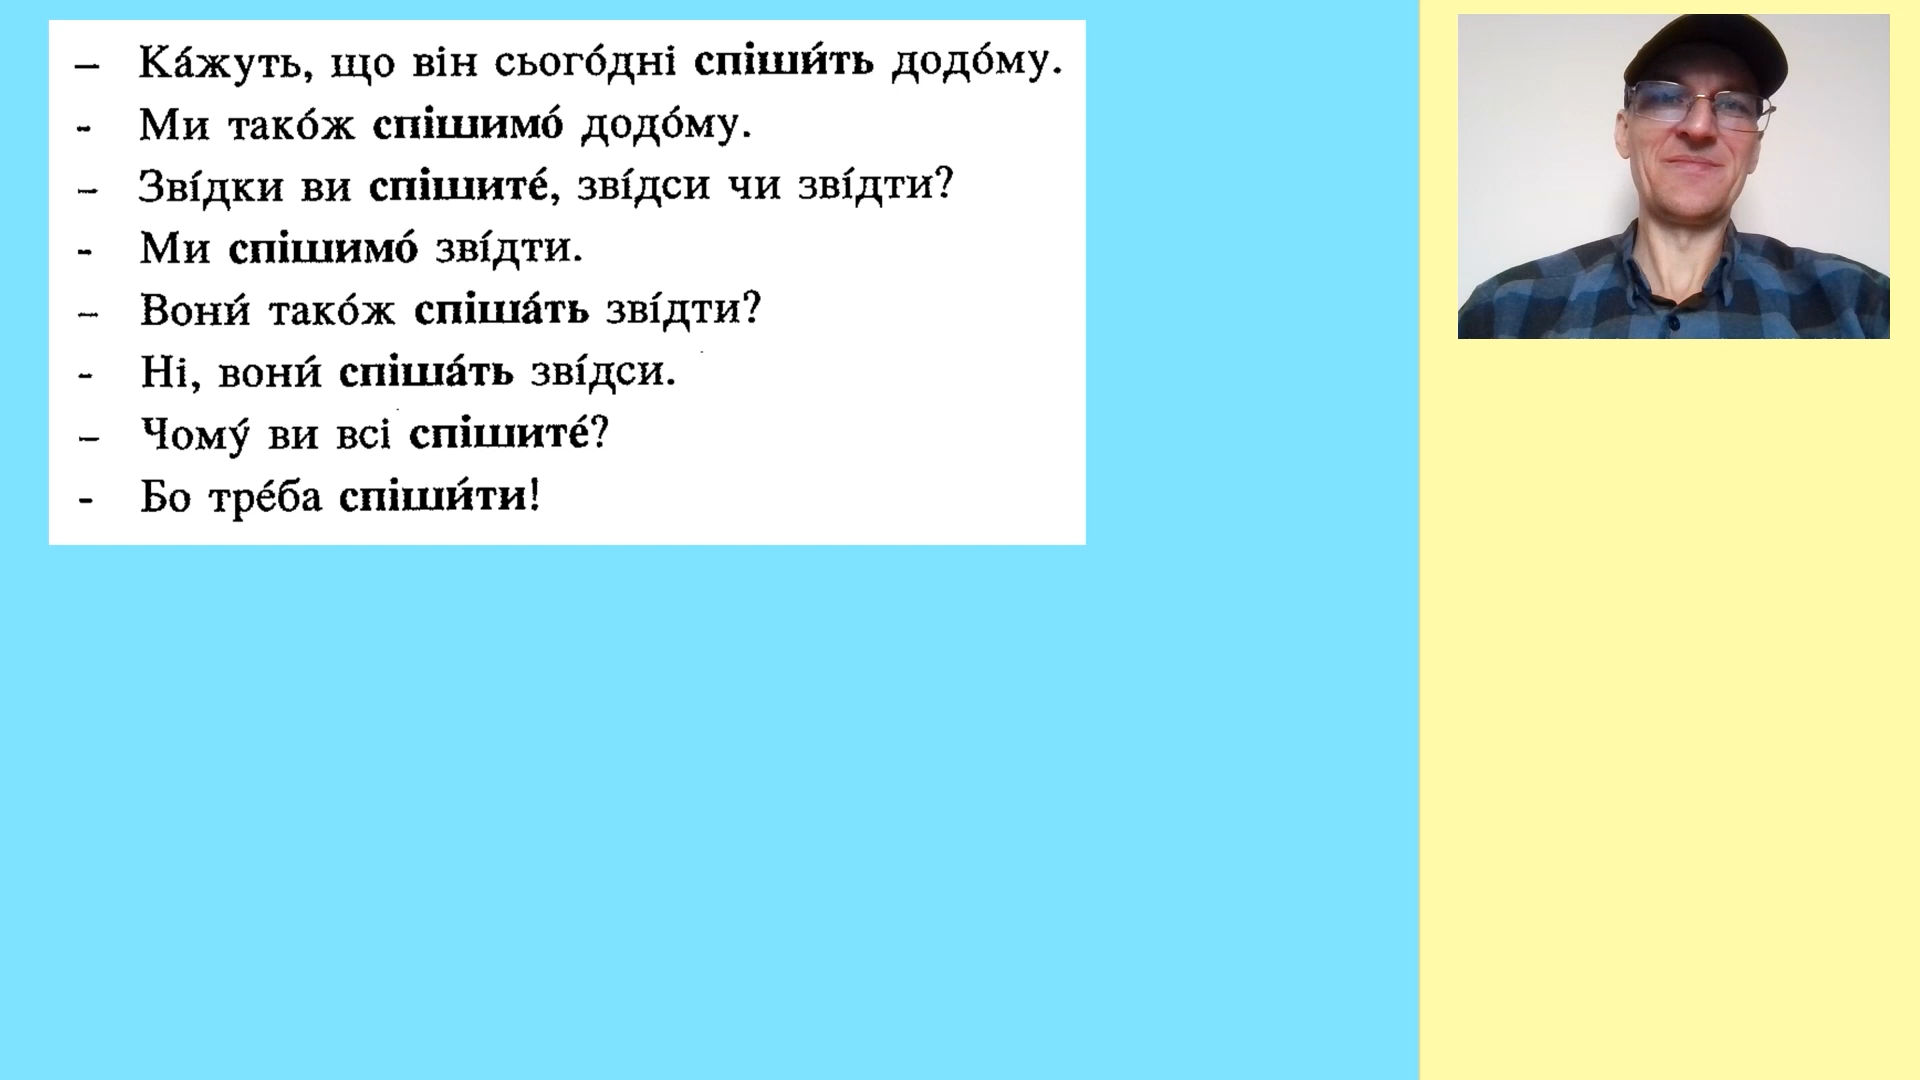 – Ка́жуть, що він сього́дні спіши́ть додо́му.
- Ми тако́ж спішимо́ додо́му.
– Зві́дки ви спішите́, зві́дси чи зві́дти?
- Ми спішимо́ зві́дти.
– Вони́ тако́ж спіша́ть зві́дти?
- Ні, вони́ спіша́ть зві́дси.
– Чому́ ви всі спішите́?
- Бо тре́ба спіши́ти!